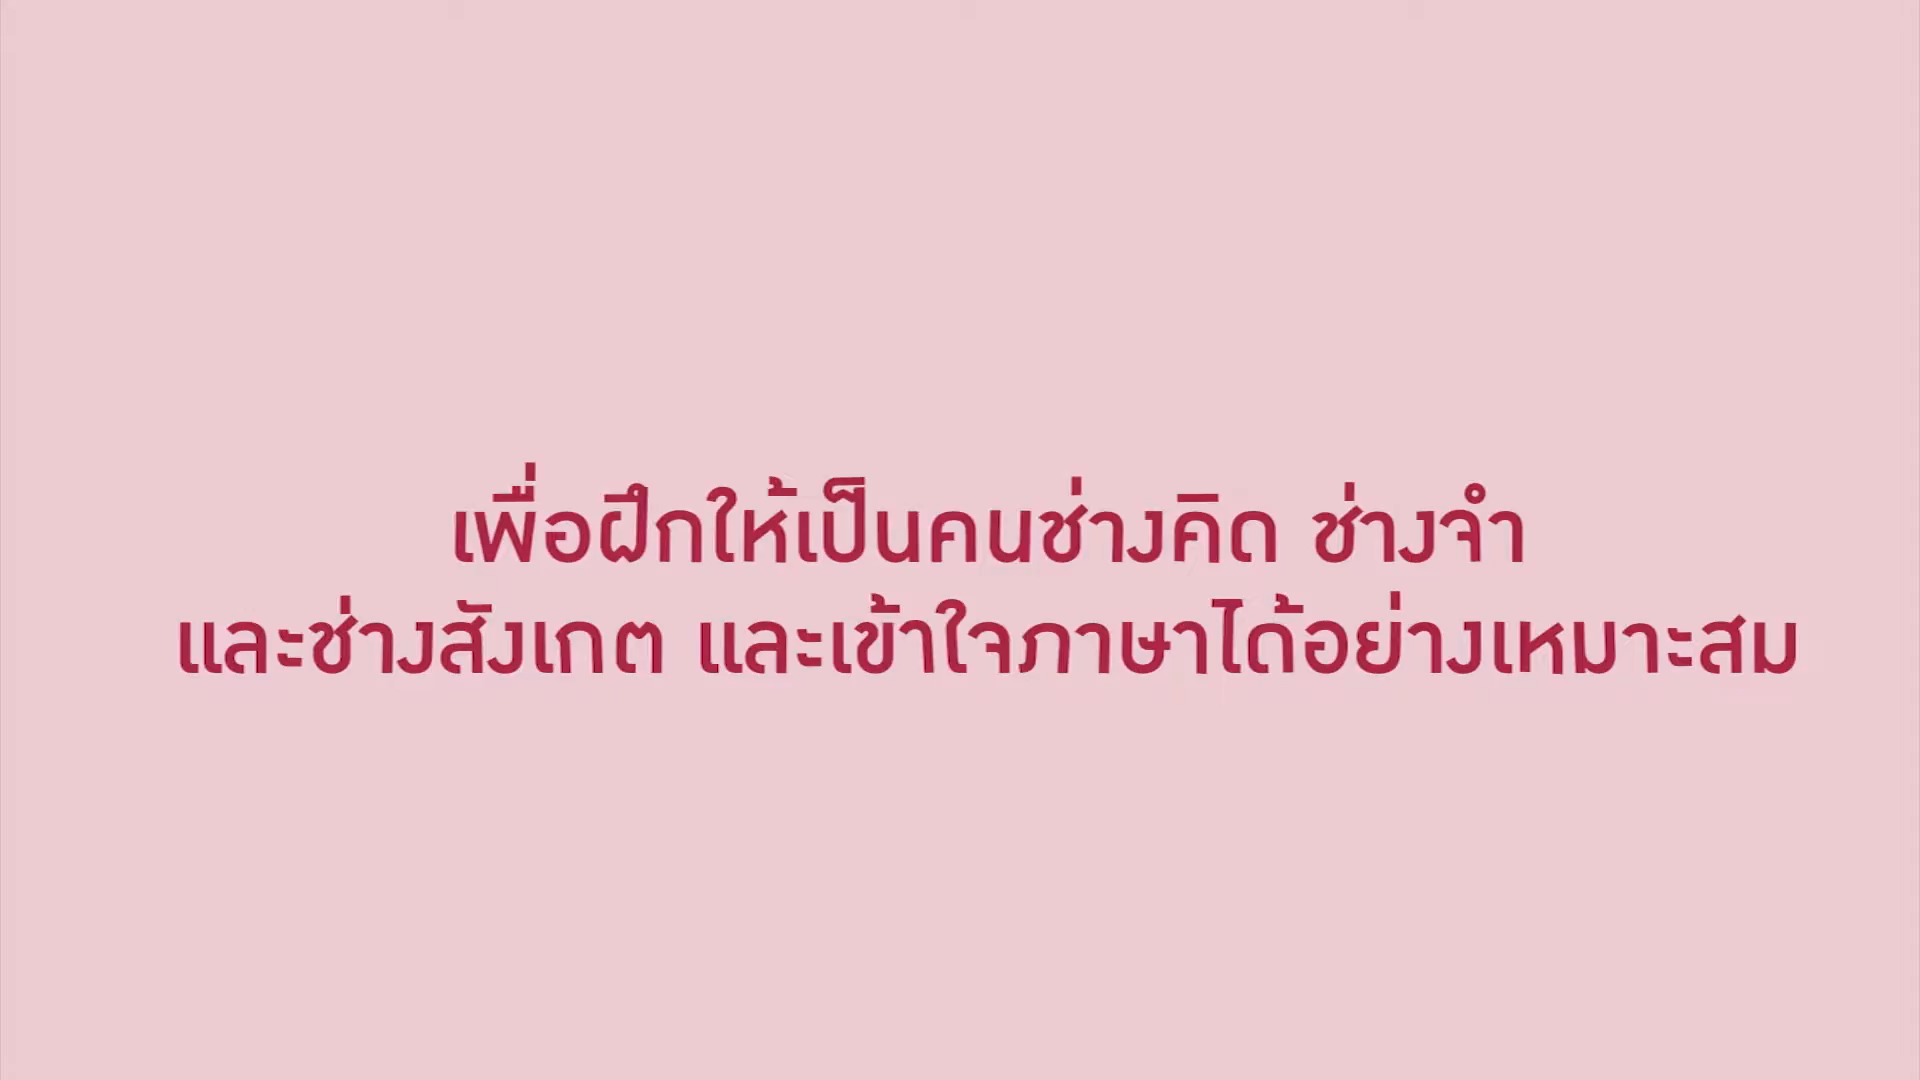 เพื่อฝึกให้เป็นคนช่างคิด ช่างจำ
และช่างสังเกต และเข้าใจภาษาได้อย่างเหมาะสม